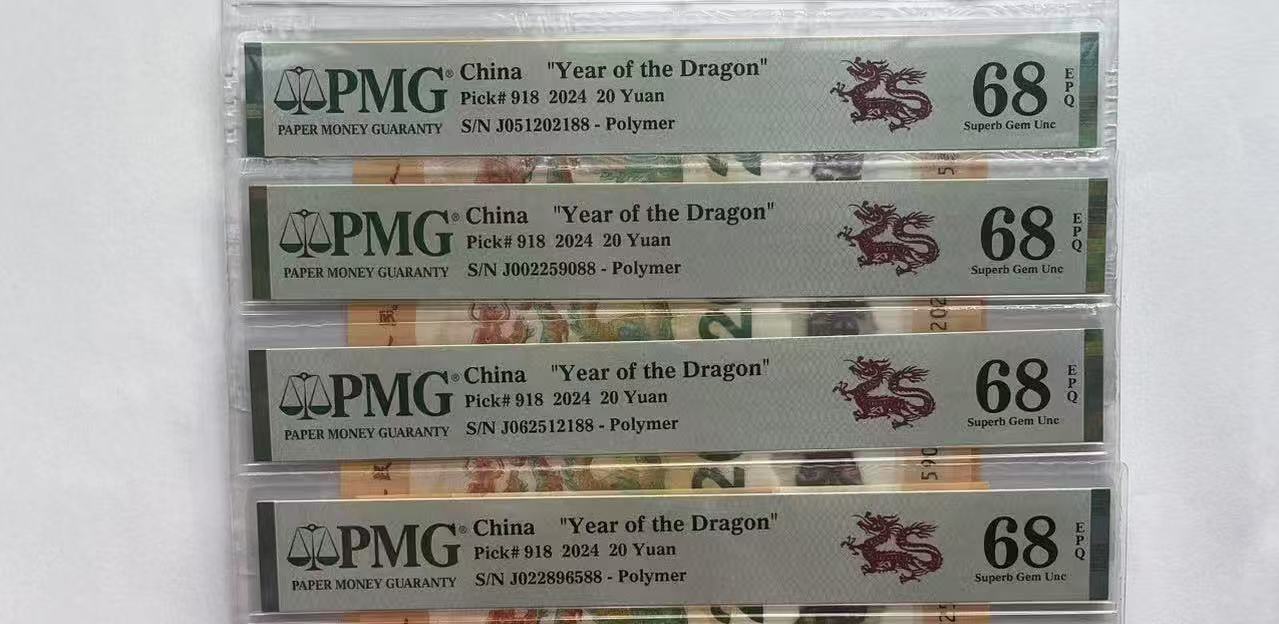 PMG® China "Year of the Dragon"
Pick# 918 2024 20 Yuan
PAPER MONEY GUARANTY
S/N J051202188 - Polymer
68
EPQ
Superb Gem Unc
PMG® China "Year of the Dragon"
Pick# 918 2024 20 Yuan
PAPER MONEY GUARANTY
S/N J002259088 - Polymer
68
EPQ
Superb Gem Unc
202
PMG® China "Year of the Dragon"
Pick# 918 2024 20 Yuan
PAPER MONEY GUARANTY
S/N J062512188 - Polymer
68
EPQ
Superb Gem Unc
PMG® China "Year of the Dragon"
Pick# 918 2024 20 Yuan
PAPER MONEY GUARANTY
S/N J022896588 - Polymer
68
EPQ
Superb Gem Unc